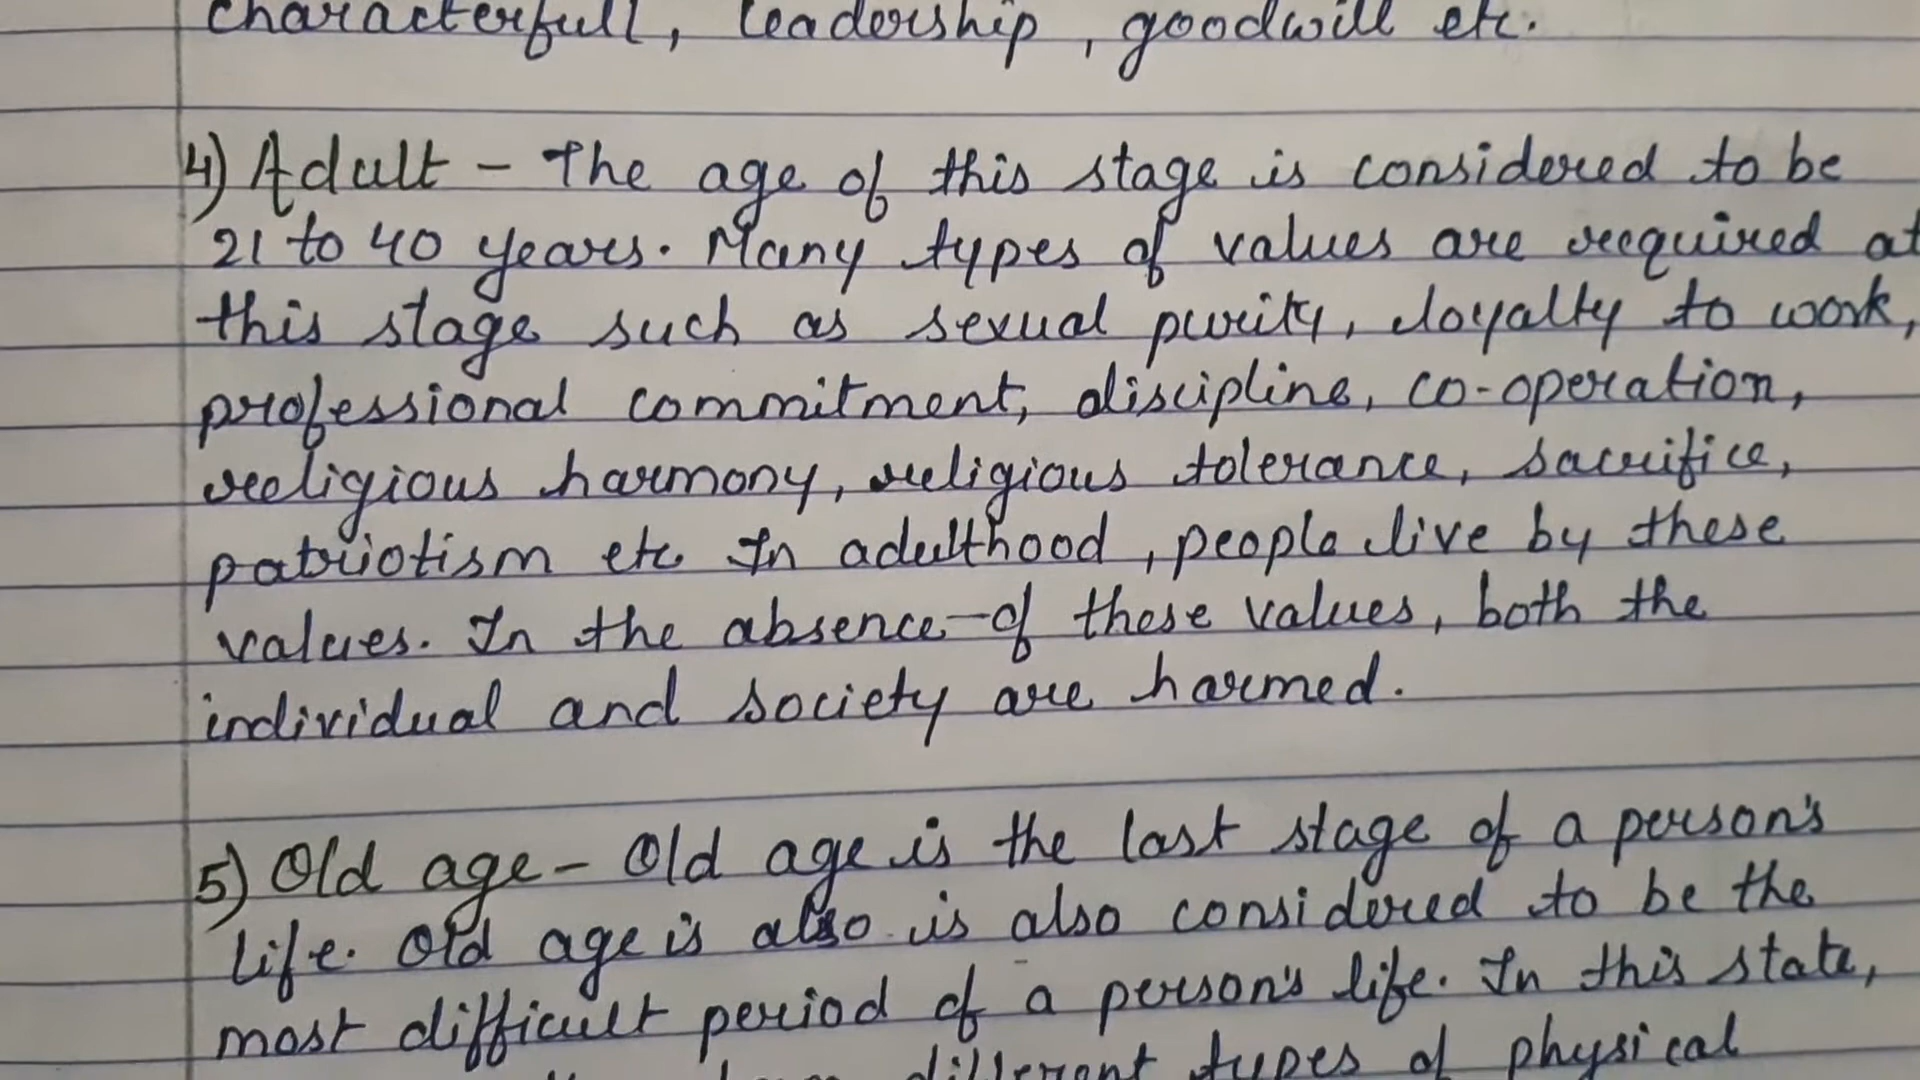 characterfull, leadership, goodwill etc.
4) Adult - The age of this stage is considered to be
21 to 40 years. Many types of values are required at
this stage such as sexual purity, loyalty to work,
professional commitment, discipline, co-operation,
religious harmony, religious tolerance, sacrifice,
patriotism etc. In adulthood, people live by these
values. In the absence of these values, both the
individual and society are harmed.
5) Old age - Old age is the last stage of a person's
life. Old age is also is also considered to be the
most difficult period of a person's life. In this state,
different types of physical